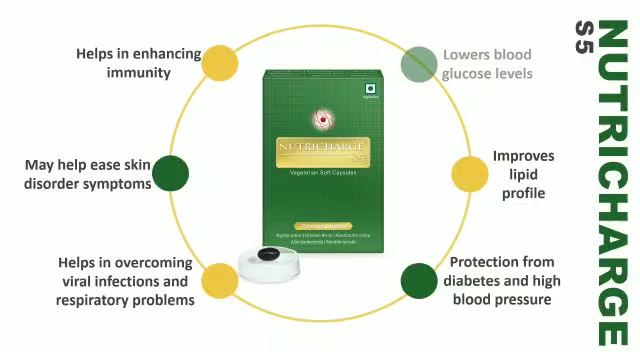 Helps in enhancing
immunity
May help ease skin
disorder symptoms
Helps in overcoming
viral infections and
respiratory problems
Vegetarian
NUTRICHARGE
S5
Vegetarian Soft Capsules
Lowers blood
glucose levels
Improves
lipid
profile
Protection from
diabetes and high
blood pressure
NUTRICHARGE
S5